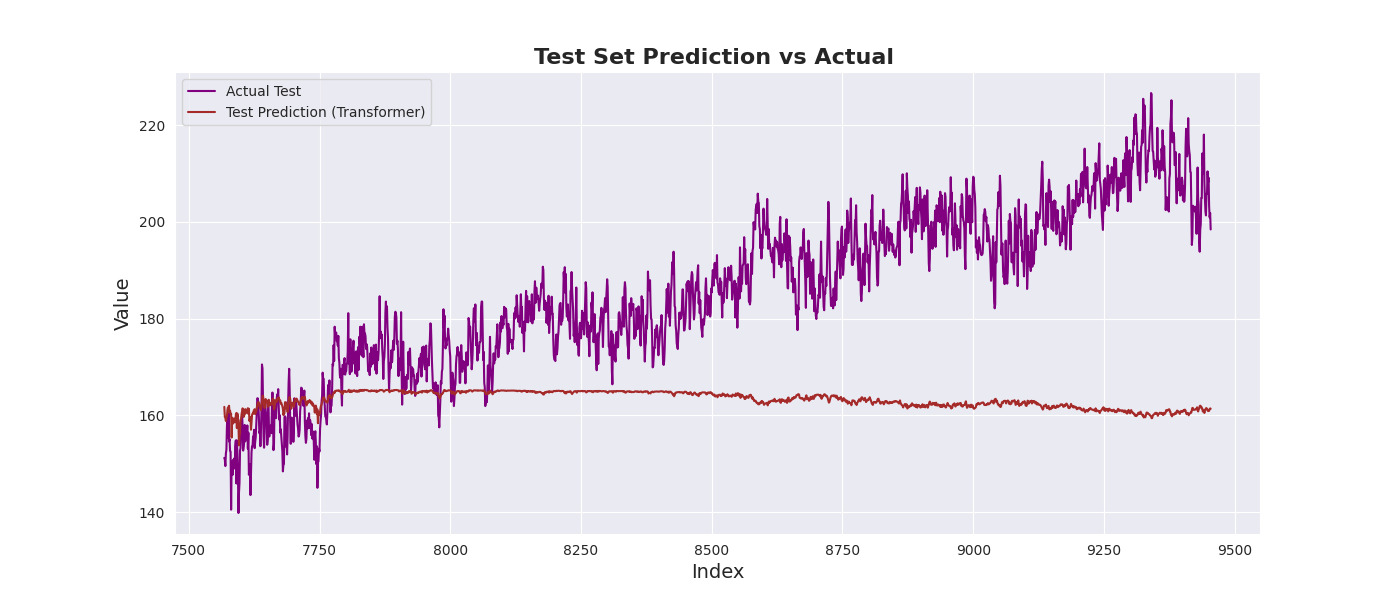 Test Set Prediction vs Actual
Actual Test
Test Prediction (Transformer)
Value
220
200
180
160
140
7500 7750 8000 8250 8500 8750 9000 9250 9500
Index